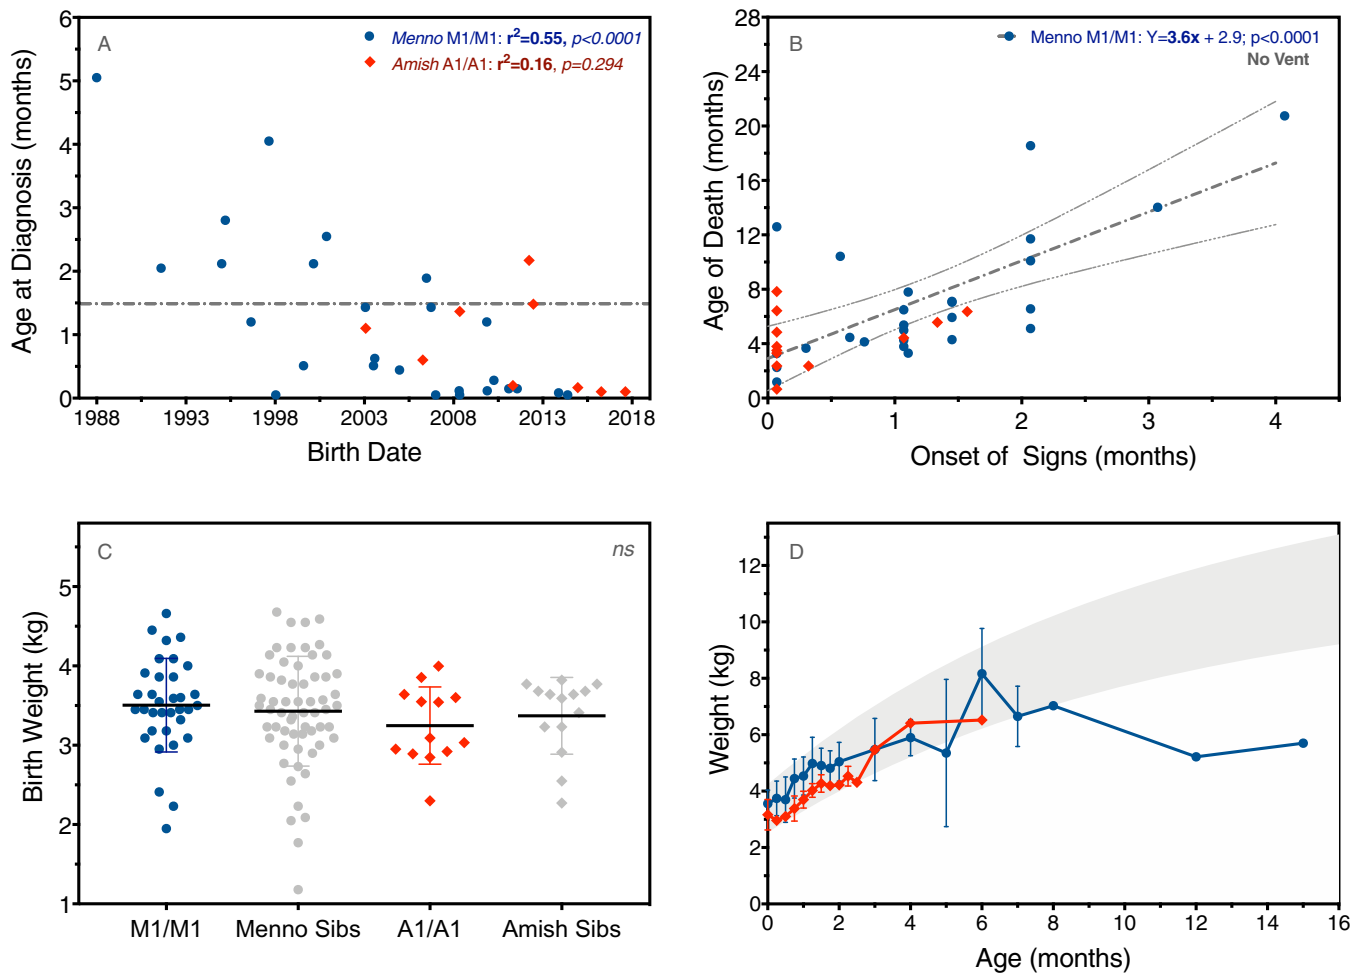 A
Menno M1/M1: r²=0.55, p<0.0001
Amish A1/A1: r²=0.16, p=0.294
Age at Diagnosis (months)
6
5
4
3
2
1
0
1988 1993 1998 2003 2008 2013 2018
Birth Date
B
Menno M1/M1: Y=3.6x + 2.9; p<0.0001
No Vent
Age of Death (months)
28
24
20
16
12
8
4
0
0 1 2 3 4
Onset of Signs (months)
C
ns
Birth Weight (kg)
5
4
3
2
1
M1/M1 Menno Sibs A1/A1 Amish Sibs
D
Weight (kg)
12
10
8
6
4
2
0
0 2 4 6 8 10 12 14 16
Age (months)